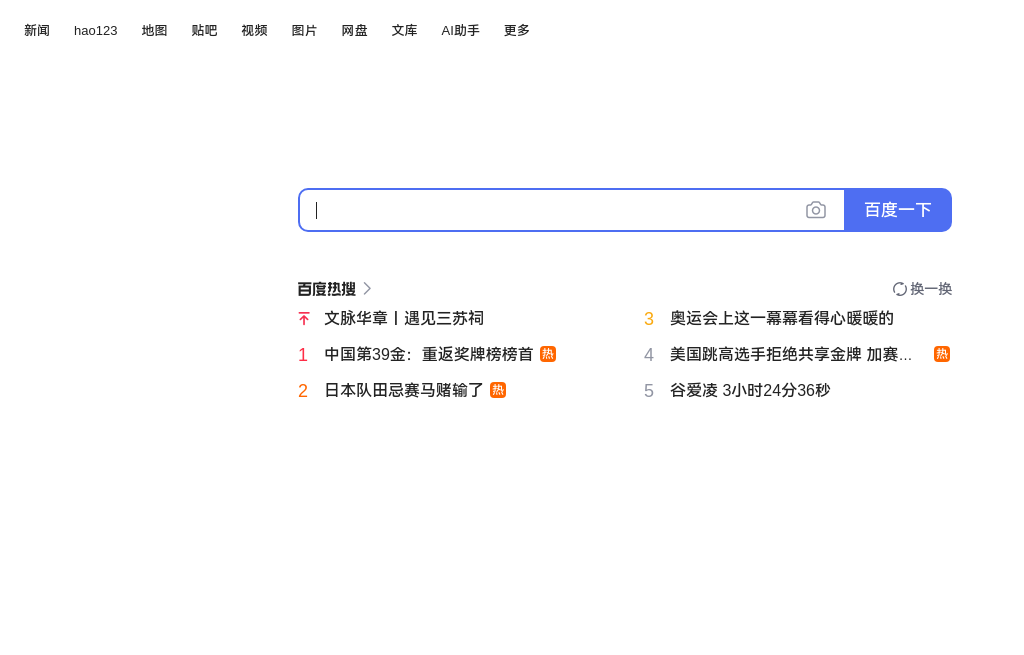 新闻 hao123 地图 贴吧 视频 图片 网盘 文库 AI助手 更多
百度一下
百度热搜 换一换
文脉华章丨遇见三苏祠
1 中国第39金：重返奖牌榜榜首 热
2 日本队田忌赛马赌输了 热
3 奥运会上这一幕幕看得心暖暖的
4 美国跳高选手拒绝共享金牌 加赛... 热
5 谷爱凌 3小时24分36秒